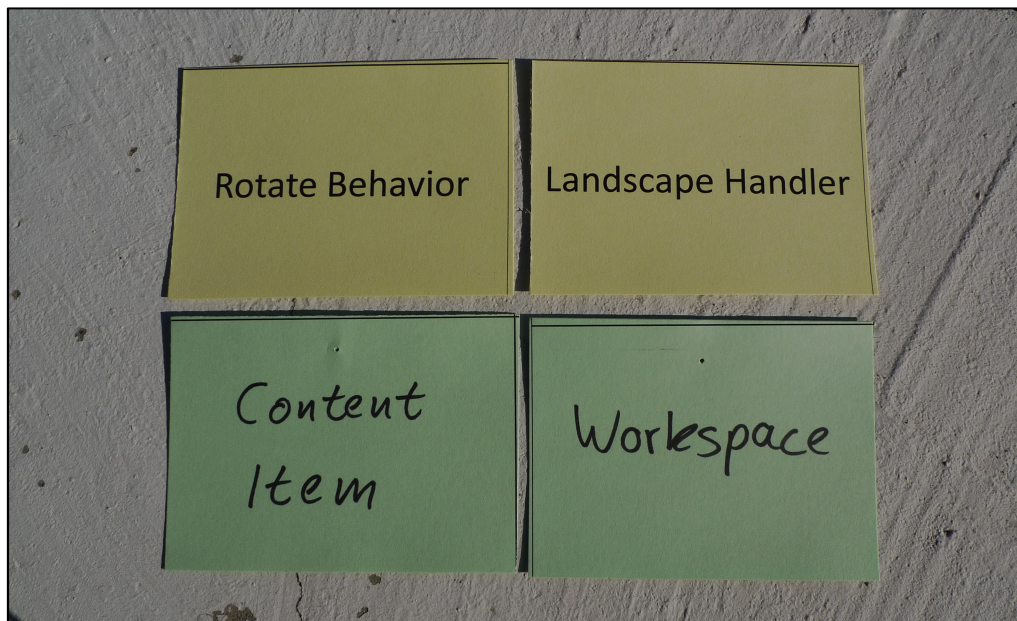 Rotate Behavior
Landscape Handler
Content
Item
Workspace